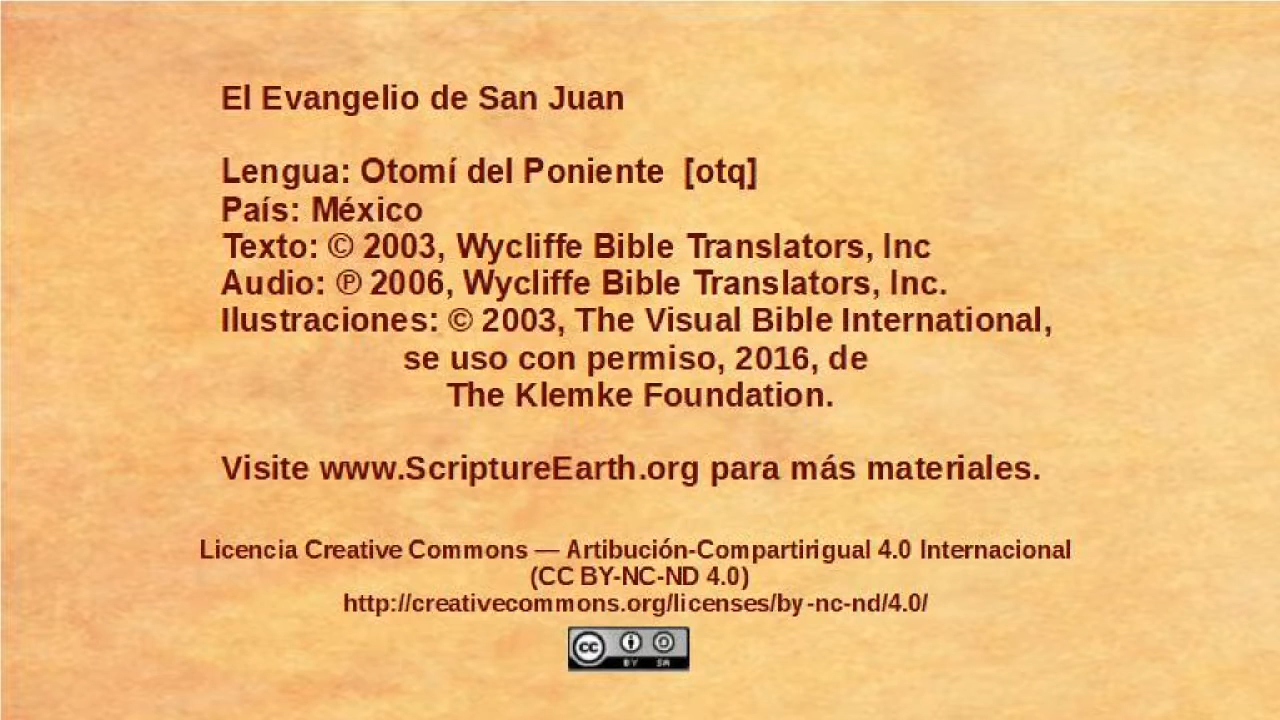 El Evangelio de San Juan
Lengua: Otomí del Poniente [otq]
País: México
Texto: © 2003, Wycliffe Bible Translators, Inc
Audio: ℗ 2006, Wycliffe Bible Translators, Inc.
Ilustraciones: © 2003, The Visual Bible International,
se uso con permiso, 2016, de
The Klemke Foundation.
Visite www.ScriptureEarth.org para más materiales.
Licencia Creative Commons — Artibución-Compartirigual 4.0 Internacional
(CC BY-NC-ND 4.0)
http://creativecommons.org/licenses/by-nc-nd/4.0/
cc BY SA